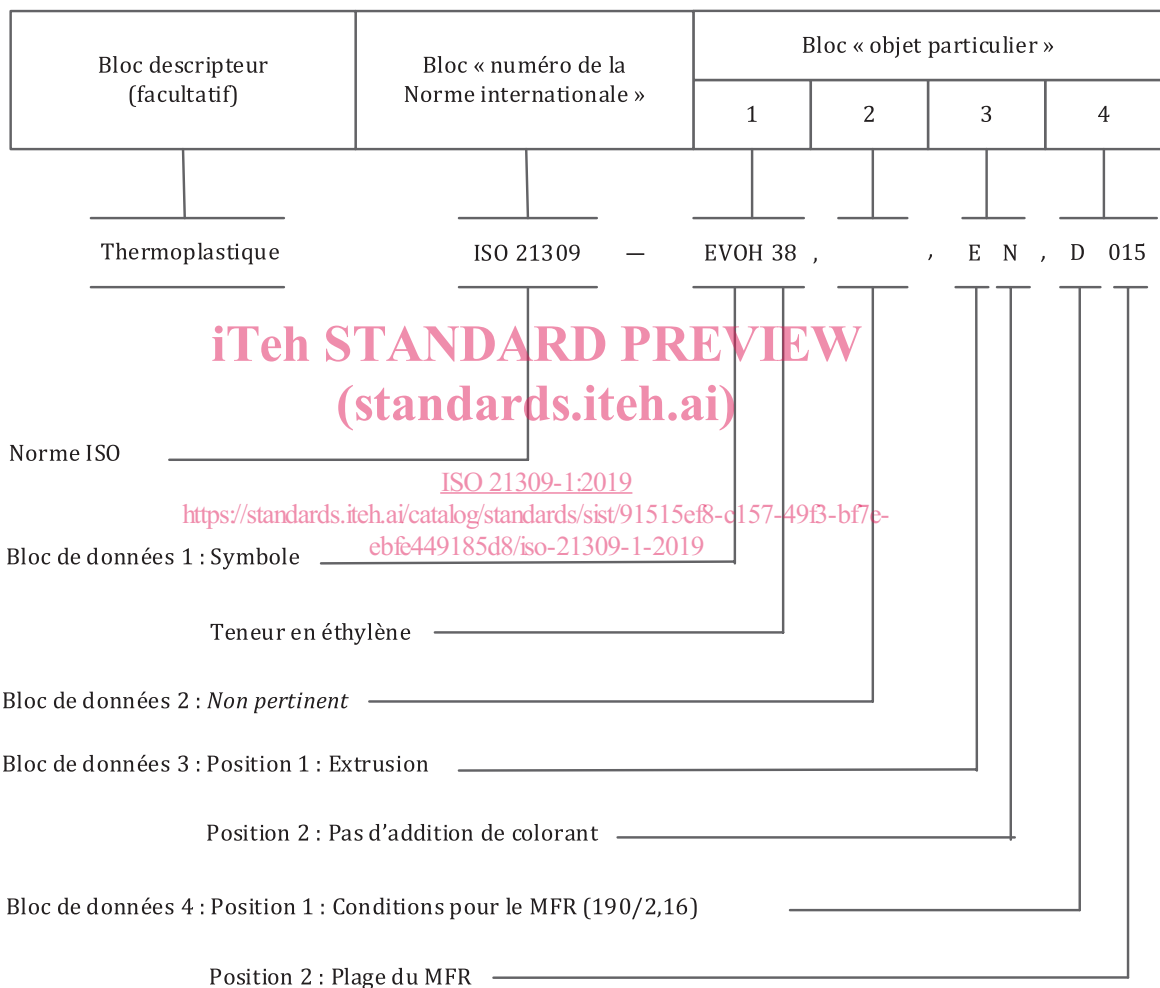 Bloc descripteur
(facultatif)
Bloc « numéro de la
Norme internationale »
Bloc « objet particulier »
1 2 3 4
Thermoplastique ISO 21309 — EVOH 38 , , E N , D 015
iTeh STANDARD PREVIEW
(standards.iteh.ai)
Norme ISO
ISO 21309-1:2019
https://standards.iteh.ai/catalog/standards/sist/91515ef8-c157-49f3-bf7e-
ebfe449185d8/iso-21309-1-2019
Bloc de données 1 : Symbole
Teneur en éthylène
Bloc de données 2 : Non pertinent
Bloc de données 3 : Position 1 : Extrusion
Position 2 : Pas d’addition de colorant
Bloc de données 4 : Position 1 : Conditions pour le MFR (190/2,16)
Position 2 : Plage du MFR